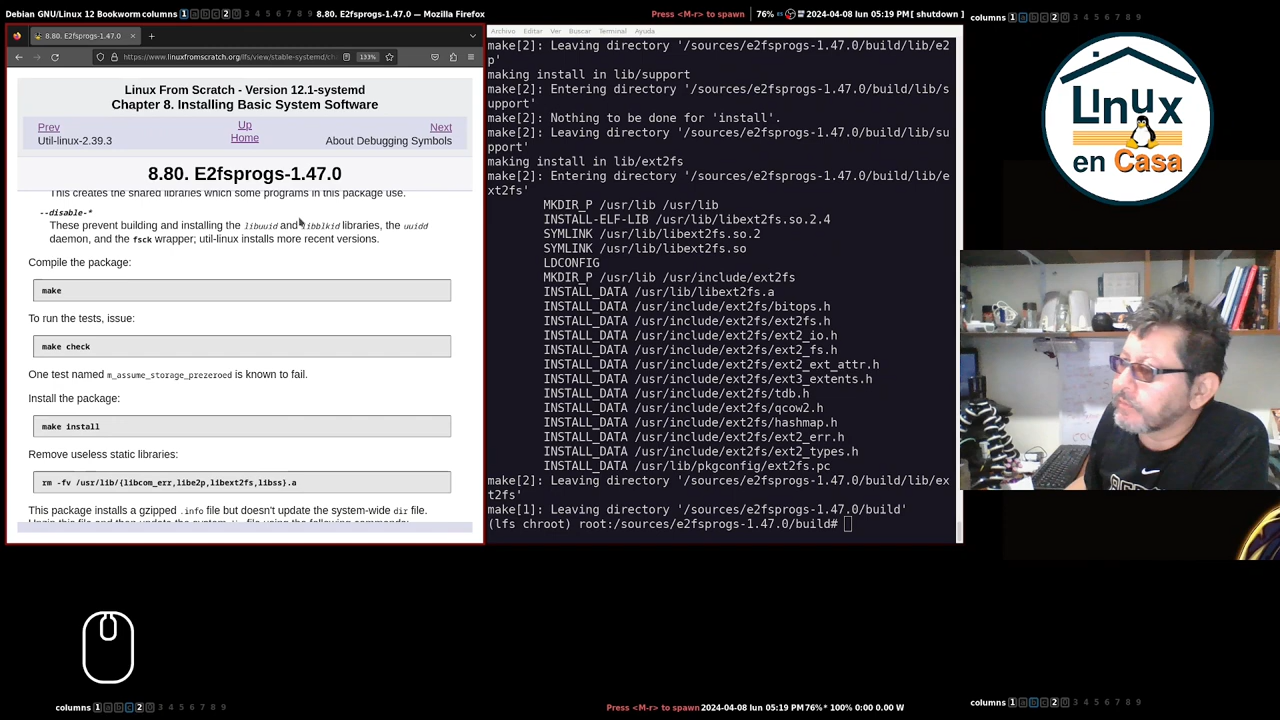 Debian GNU/Linux 12 Bookworm columns 1 a b c 2 0 3 4 5 6 7 8 9 8.80. E2fsprogs-1.47.0 — Mozilla Firefox
Press <M-r> to spawn 76% 2024-04-08 lun 05:19 PM [ shutdown ]
columns 1 a b c 2 0 3 4 5 6 7 8 9
8.80. E2fsprogs-1.47.0
https://www.linuxfromscratch.org/lfs/view/stable-systemd/ch
133%
Linux From Scratch - Version 12.1-systemd
Chapter 8. Installing Basic System Software
Prev
Util-linux-2.39.3
Up
Home
Next
About Debugging Symbols
8.80. E2fsprogs-1.47.0
This creates the shared libraries which some programs in this package use.
--disable-*
These prevent building and installing the libuuid and libblkid libraries, the uuidd
daemon, and the fsck wrapper; util-linux installs more recent versions.
Compile the package:
make
To run the tests, issue:
make check
One test named m_assume_storage_prezeroed is known to fail.
Install the package:
make install
Remove useless static libraries:
rm -fv /usr/lib/{libcom_err,libe2p,libext2fs,libss}.a
This package installs a gzipped .info file but doesn't update the system-wide dir file.
Archivo Editar Ver Buscar Terminal Ayuda
make[2]: Leaving directory '/sources/e2fsprogs-1.47.0/build/lib/e2
p'
making install in lib/support
make[2]: Entering directory '/sources/e2fsprogs-1.47.0/build/lib/s
upport'
make[2]: Nothing to be done for 'install'.
make[2]: Leaving directory '/sources/e2fsprogs-1.47.0/build/lib/su
pport'
making install in lib/ext2fs
make[2]: Entering directory '/sources/e2fsprogs-1.47.0/build/lib/e
xt2fs'
MKDIR_P /usr/lib /usr/lib
INSTALL-ELF-LIB /usr/lib/libext2fs.so.2.4
SYMLINK /usr/lib/libext2fs.so.2
SYMLINK /usr/lib/libext2fs.so
LDCONFIG
MKDIR_P /usr/lib /usr/include/ext2fs
INSTALL_DATA /usr/lib/libext2fs.a
INSTALL_DATA /usr/include/ext2fs/bitops.h
INSTALL_DATA /usr/include/ext2fs/ext2fs.h
INSTALL_DATA /usr/include/ext2fs/ext2_io.h
INSTALL_DATA /usr/include/ext2fs/ext2_fs.h
INSTALL_DATA /usr/include/ext2fs/ext2_ext_attr.h
INSTALL_DATA /usr/include/ext2fs/ext3_extents.h
INSTALL_DATA /usr/include/ext2fs/tdb.h
INSTALL_DATA /usr/include/ext2fs/qcow2.h
INSTALL_DATA /usr/include/ext2fs/hashmap.h
INSTALL_DATA /usr/include/ext2fs/ext2_err.h
INSTALL_DATA /usr/include/ext2fs/ext2_types.h
INSTALL_DATA /usr/lib/pkgconfig/ext2fs.pc
make[2]: Leaving directory '/sources/e2fsprogs-1.47.0/build/lib/ex
t2fs'
make[1]: Leaving directory '/sources/e2fsprogs-1.47.0/build'
(lfs chroot) root:/sources/e2fsprogs-1.47.0/build#
Linux
en Casa
columns 1 a b c 2 0 3 4 5 6 7 8 9
Press <M-r> to spawn 2024-04-08 lun 05:19 PM 76%* 100% 0:00 0.00 W
columns 1 a b c 2 0 3 4 5 6 7 8 9